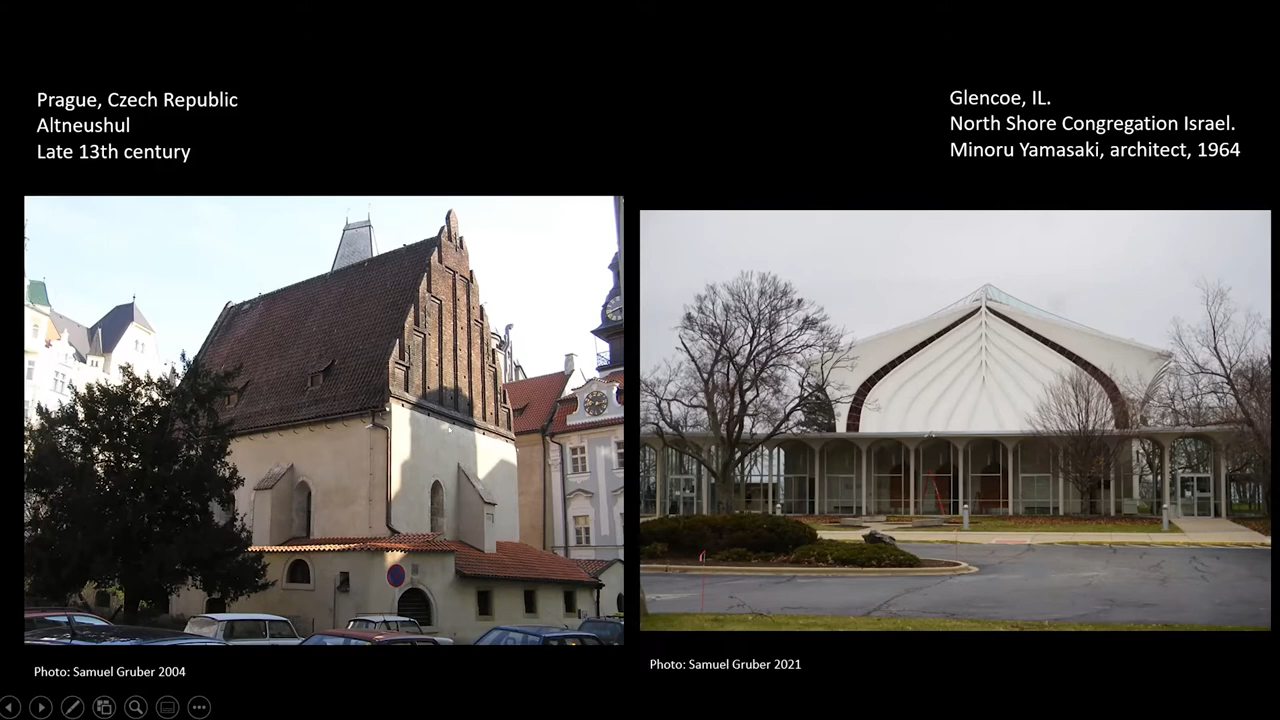 Prague, Czech Republic
Altneushul
Late 13th century
Glencoe, IL.
North Shore Congregation Israel.
Minoru Yamasaki, architect, 1964
Photo: Samuel Gruber 2004
Photo: Samuel Gruber 2021